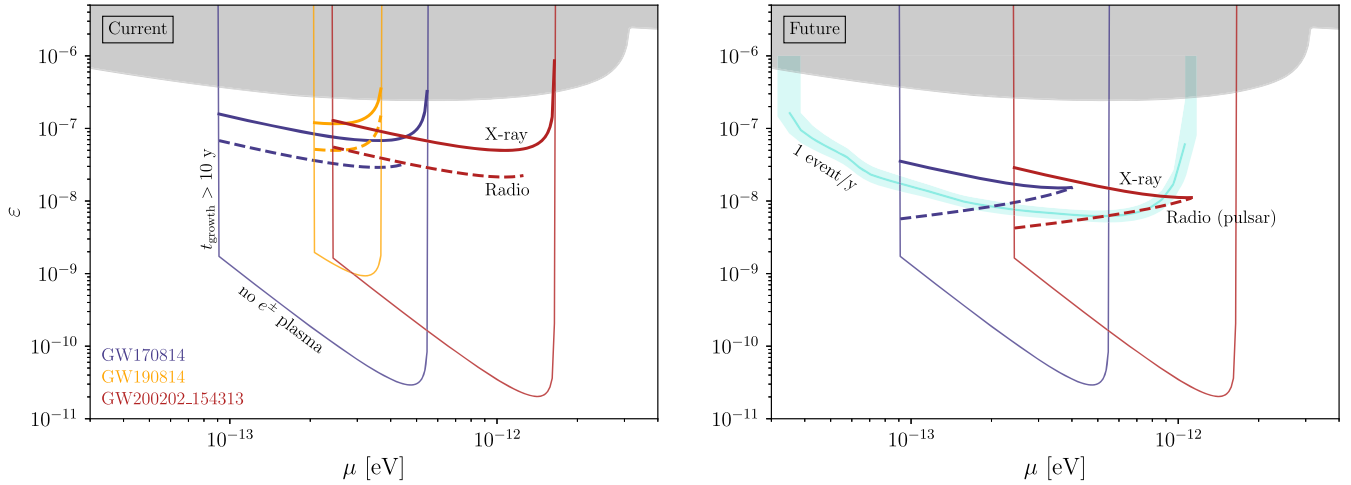 Current
10⁻⁶
10⁻⁷
10⁻⁸
10⁻⁹
10⁻¹⁰
10⁻¹¹
ε
t_growth > 10 y
no e± plasma
X-ray
Radio
GW170814
GW190814
GW200202_154313
10⁻¹³
10⁻¹²
μ [eV]
Future
10⁻⁶
10⁻⁷
10⁻⁸
10⁻⁹
10⁻¹⁰
10⁻¹¹
1 event/y
X-ray
Radio (pulsar)
10⁻¹³
10⁻¹²
μ [eV]